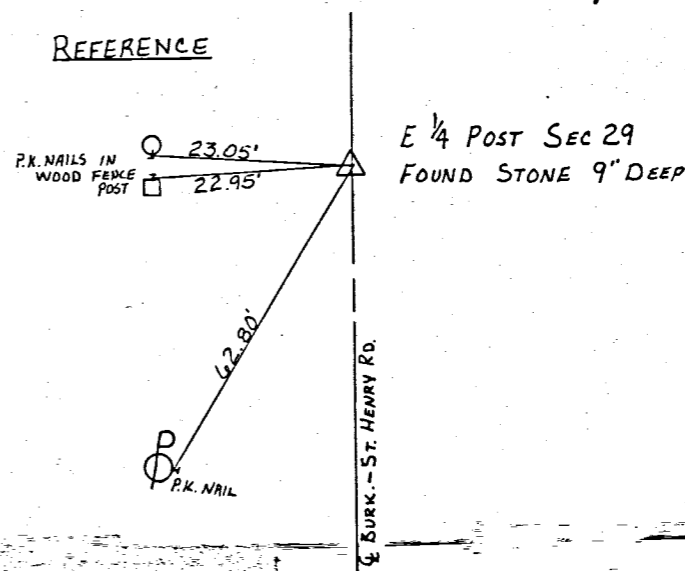 REFERENCE
E 1/4 POST SEC 29
FOUND STONE 9" DEEP
P.K. NAILS IN
WOOD FENCE
POST
23.05'
22.95'
62.80'
P
P.K. NAIL
℄ BURK.-ST. HENRY RD.